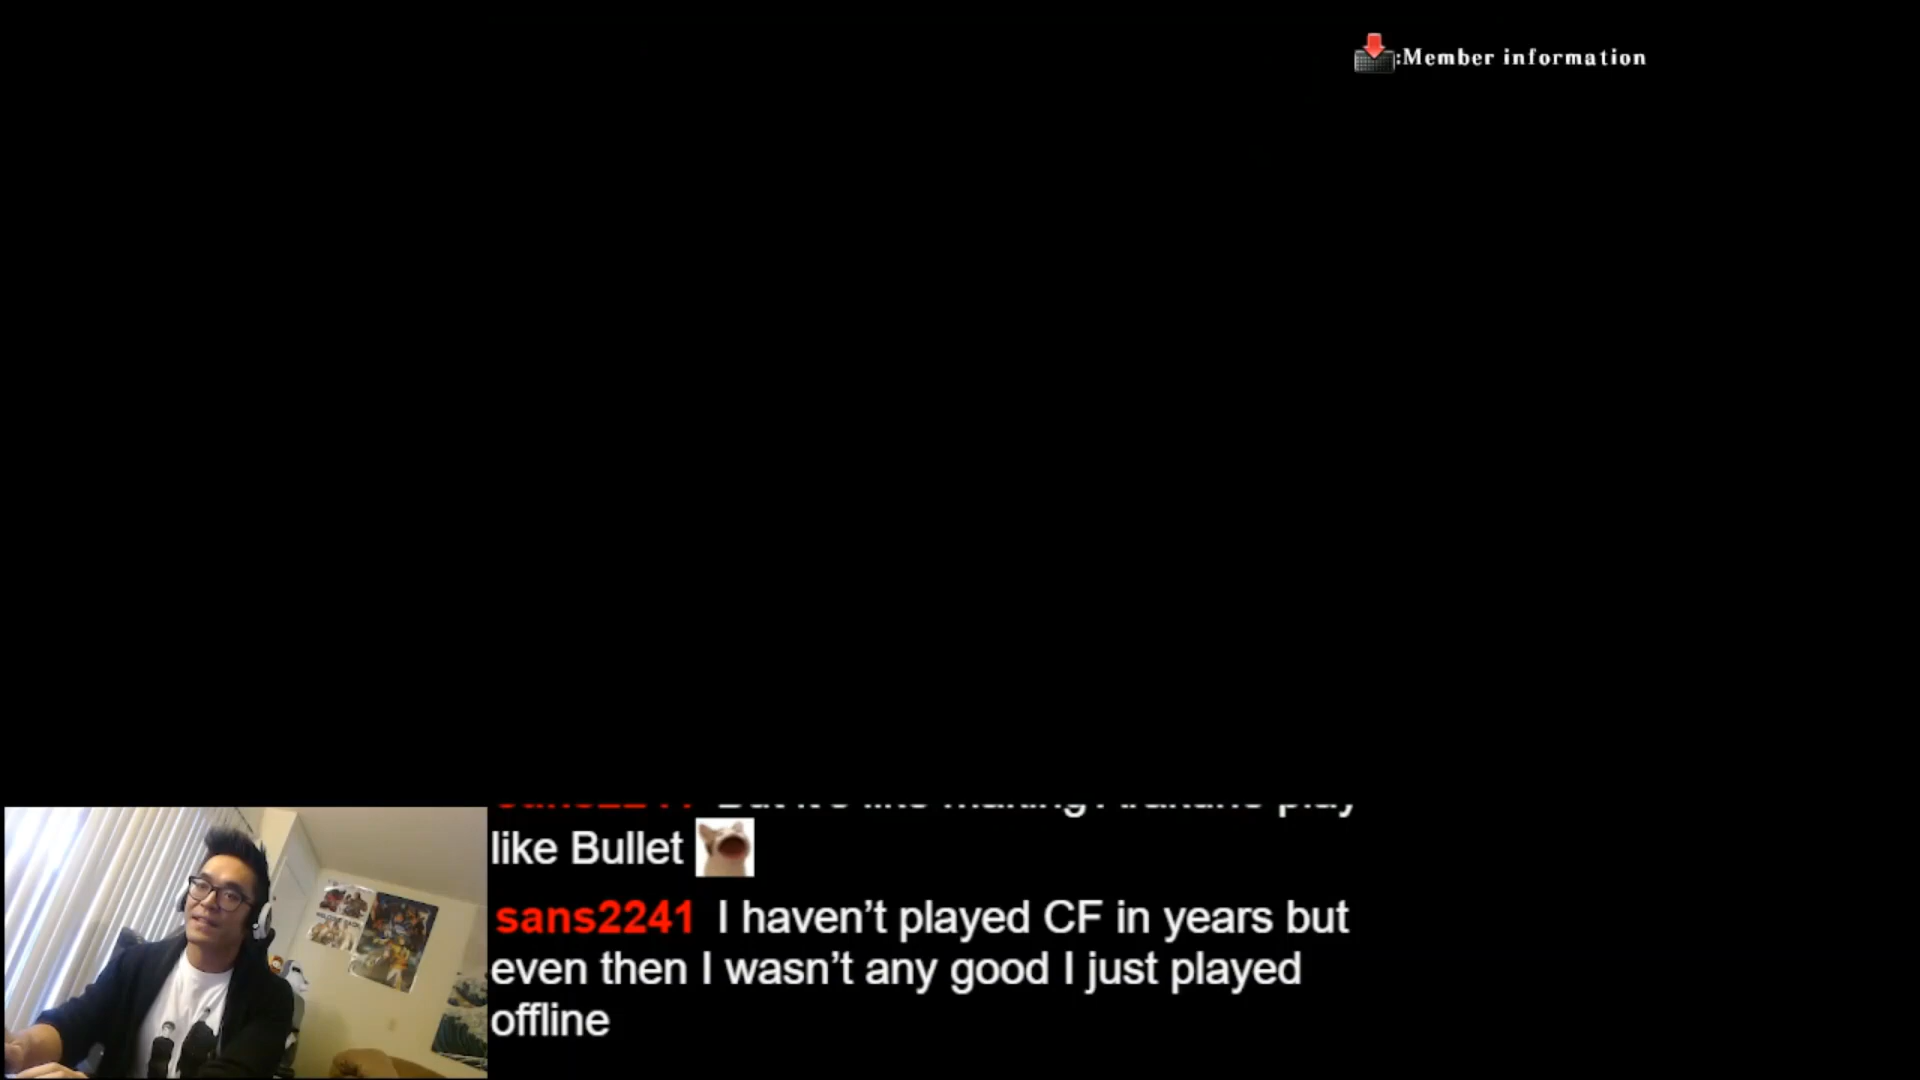 :Member information
like Bullet
sans2241 I haven't played CF in years but
even then I wasn't any good I just played
offline